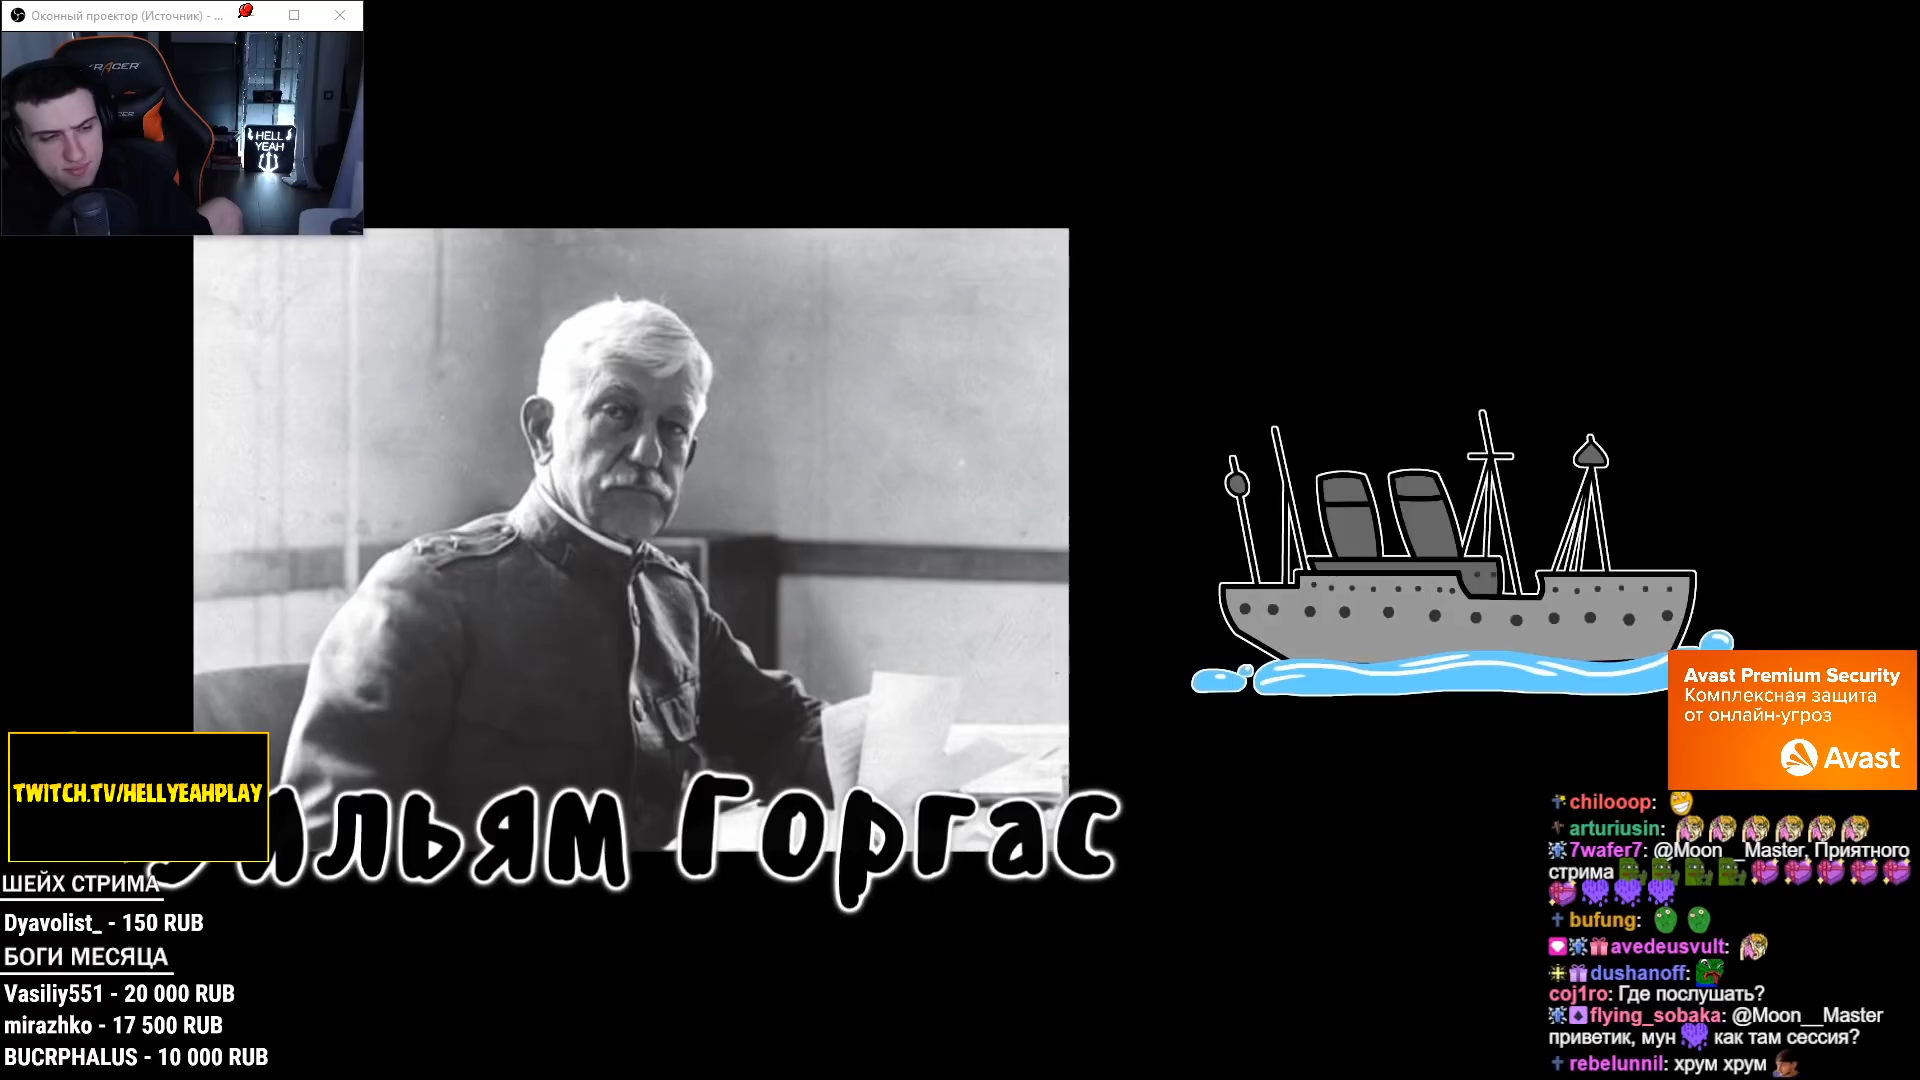 Оконный проектор (Источник) - ...
RACER
HELL
YEAH
TWITCH.TV/HELLYEAHPLAY
Вильям Горгас
ШЕЙХ СТРИМА
Dyavolist_ - 150 RUB
БОГИ МЕСЯЦА
Vasiliy551 - 20 000 RUB
mirazhko - 17 500 RUB
BUCRPHALUS - 10 000 RUB
Avast Premium Security
Комплексная защита
от онлайн-угроз
Avast
chilooop:
arturiusin:
7wafer7: @Moon__Master, Приятного
стрима
bufung:
avedeusvult:
dushanoff:
coj1ro: Где послушать?
flying_sobaka: @Moon__Master
приветик, мун как там сессия?
rebelunnil: хрум хрум